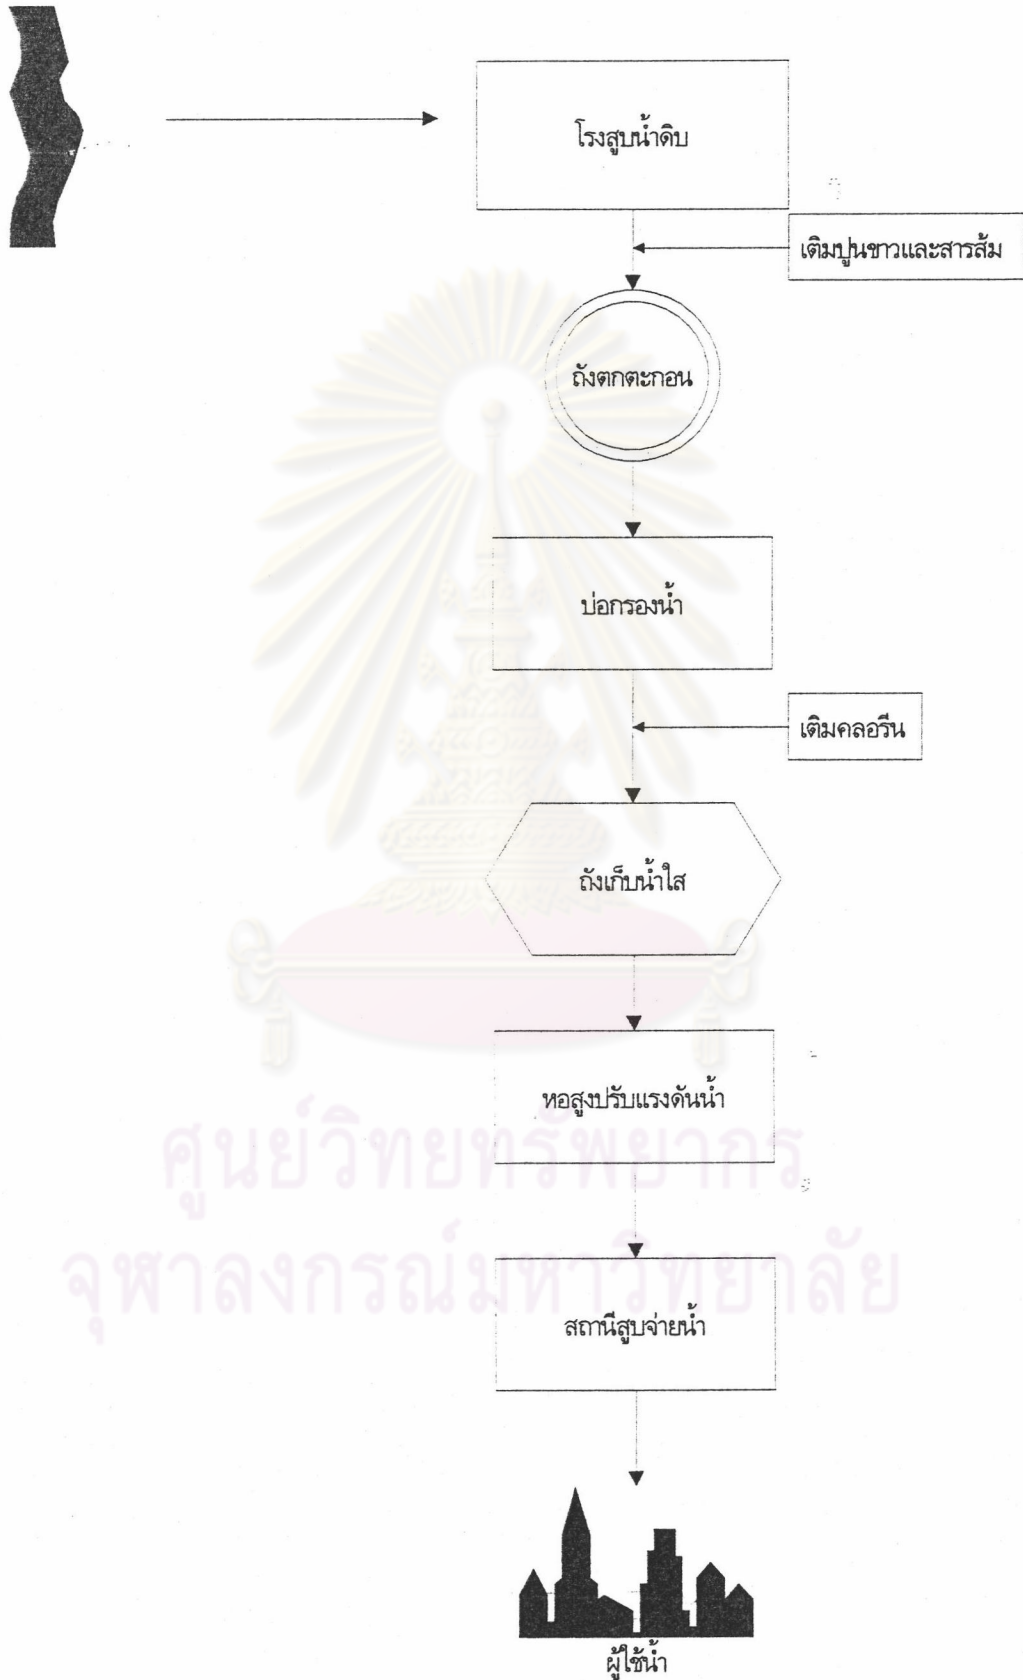 โรงสูบน้ำดิบ
เติมปูนขาวและสารส้ม
ถังตกตะกอน
บ่อกรองน้ำ
เติมคลอรีน
ถังเก็บน้ำใส
หอสูงปรับแรงดันน้ำ
ศูนย์วิทยทรัพยากร
จุฬาลงกรณ์มหาวิทยาลัย
สถานีสูบจ่ายน้ำ
ผู้ใช้น้ำ